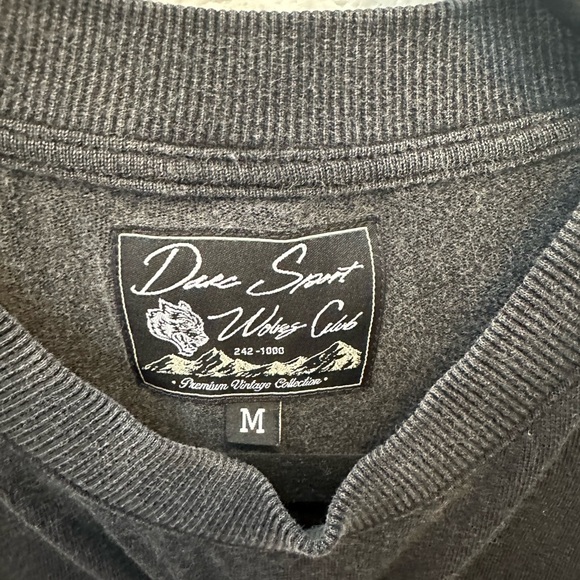 Darc Sport
Wolves Club
242-1000
• Premium Vintage Collection •
M